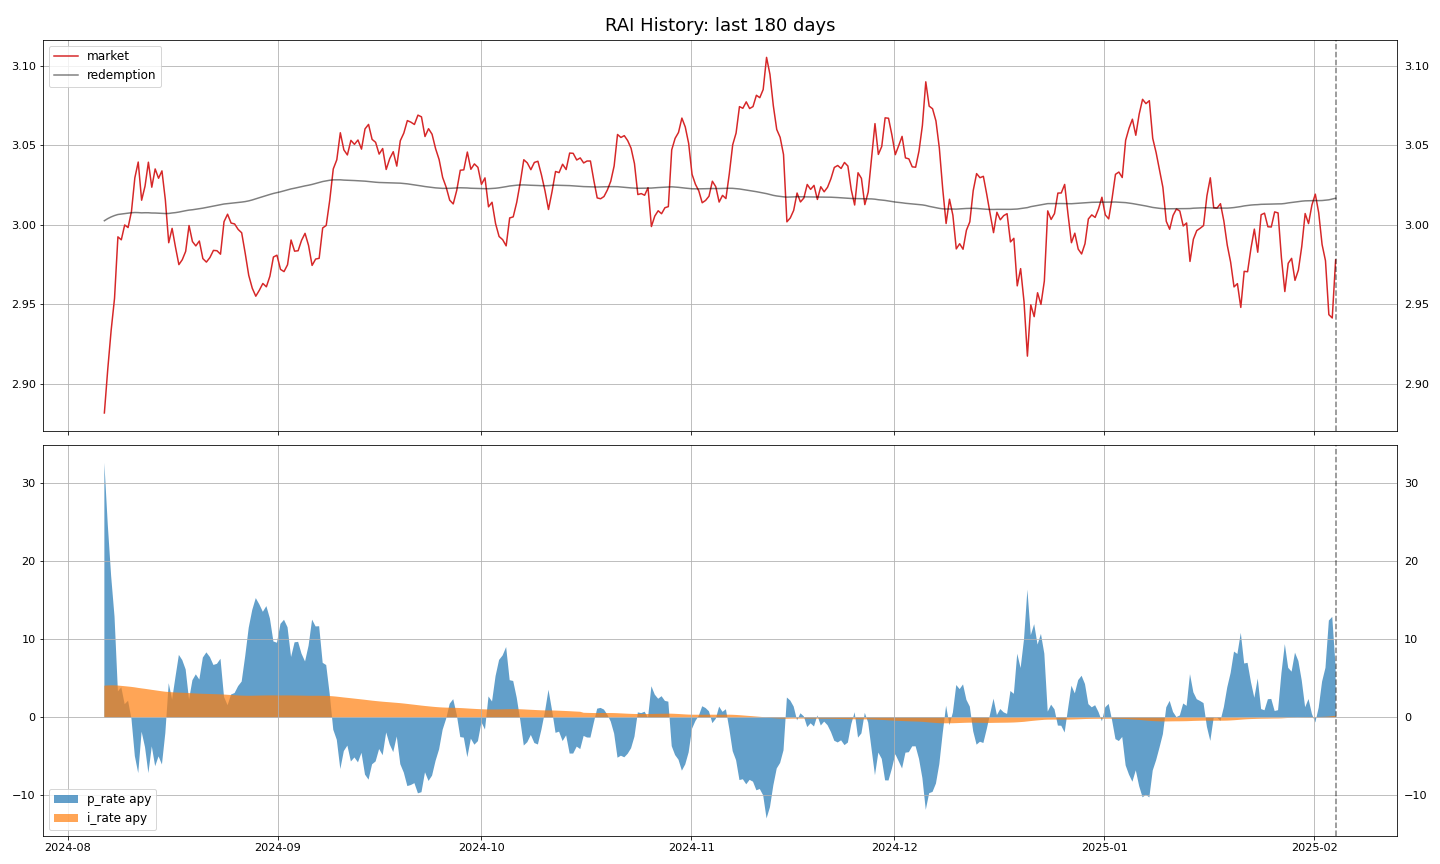 RAI History: last 180 days
market
redemption
3.10 3.10
3.05 3.05
3.00 3.00
2.95 2.95
2.90 2.90
30 30
20 20
10 10
0 0
−10 −10
p_rate apy
i_rate apy
2024-08 2024-09 2024-10 2024-11 2024-12 2025-01 2025-02